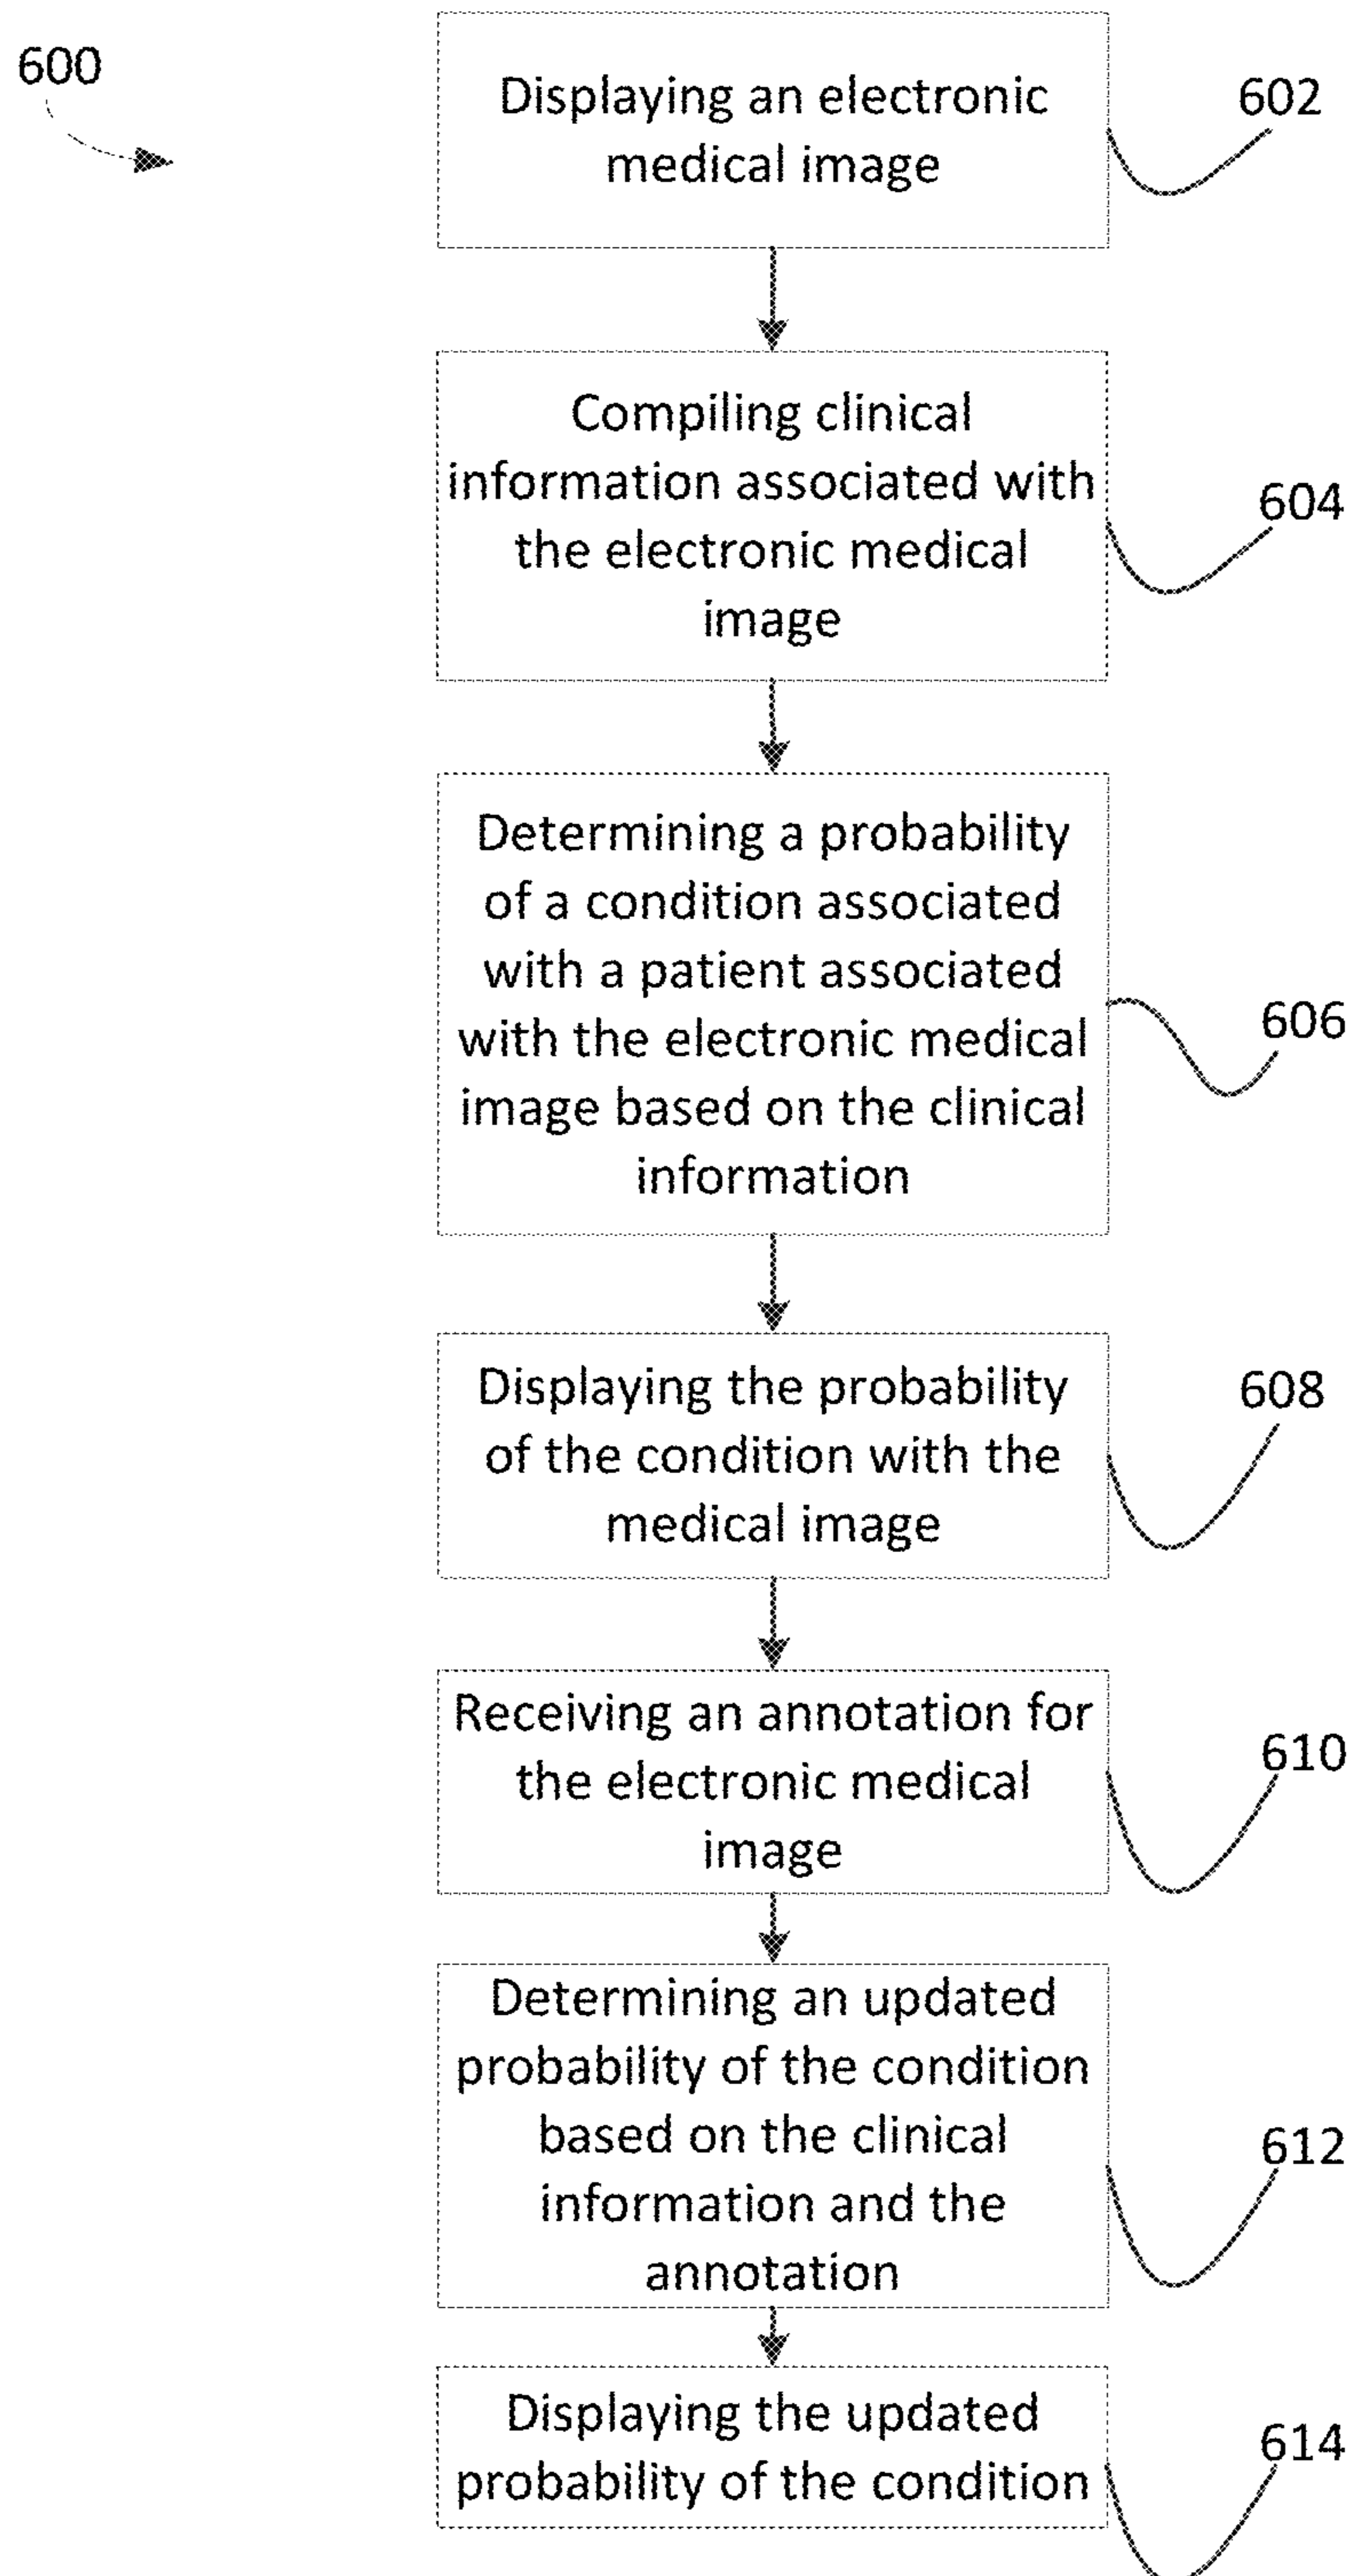 600
Displaying an electronic
medical image
602
Compiling clinical
information associated with
the electronic medical
image
604
Determining a probability
of a condition associated
with a patient associated
with the electronic medical
image based on the clinical
information
606
Displaying the probability
of the condition with the
medical image
608
Receiving an annotation for
the electronic medical
image
610
Determining an updated
probability of the condition
based on the clinical
information and the
annotation
612
Displaying the updated
probability of the condition
614